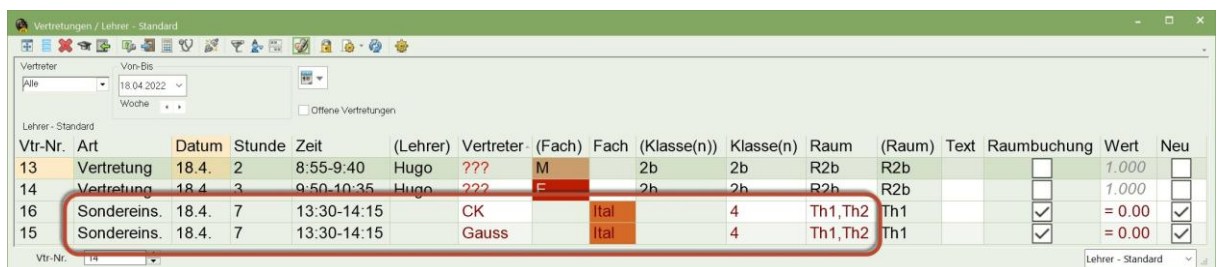 Vertretungen / Lehrer - Standard
Vertreter Von-Bis
Alle 18.04.2022
Woche
Offene Vertretungen
Lehrer - Standard
Vtr-Nr. Art Datum Stunde Zeit (Lehrer) Vertreter (Fach) Fach (Klasse(n)) Klasse(n) Raum (Raum) Text Raumbuchung Wert Neu
13 Vertretung 18.4. 2 8:55-9:40 Hugo ??? M 2b 2b R2b R2b 1.000
14 Vertretung 18.4. 3 9:50-10:35 Hugo ??? E 2b 2b R2b R2b 1.000
16 Sondereins. 18.4. 7 13:30-14:15 CK Ital 4 Th1,Th2 Th1 = 0.00
15 Sondereins. 18.4. 7 13:30-14:15 Gauss Ital 4 Th1,Th2 Th1 = 0.00
Vtr-Nr. 14 Lehrer - Standard